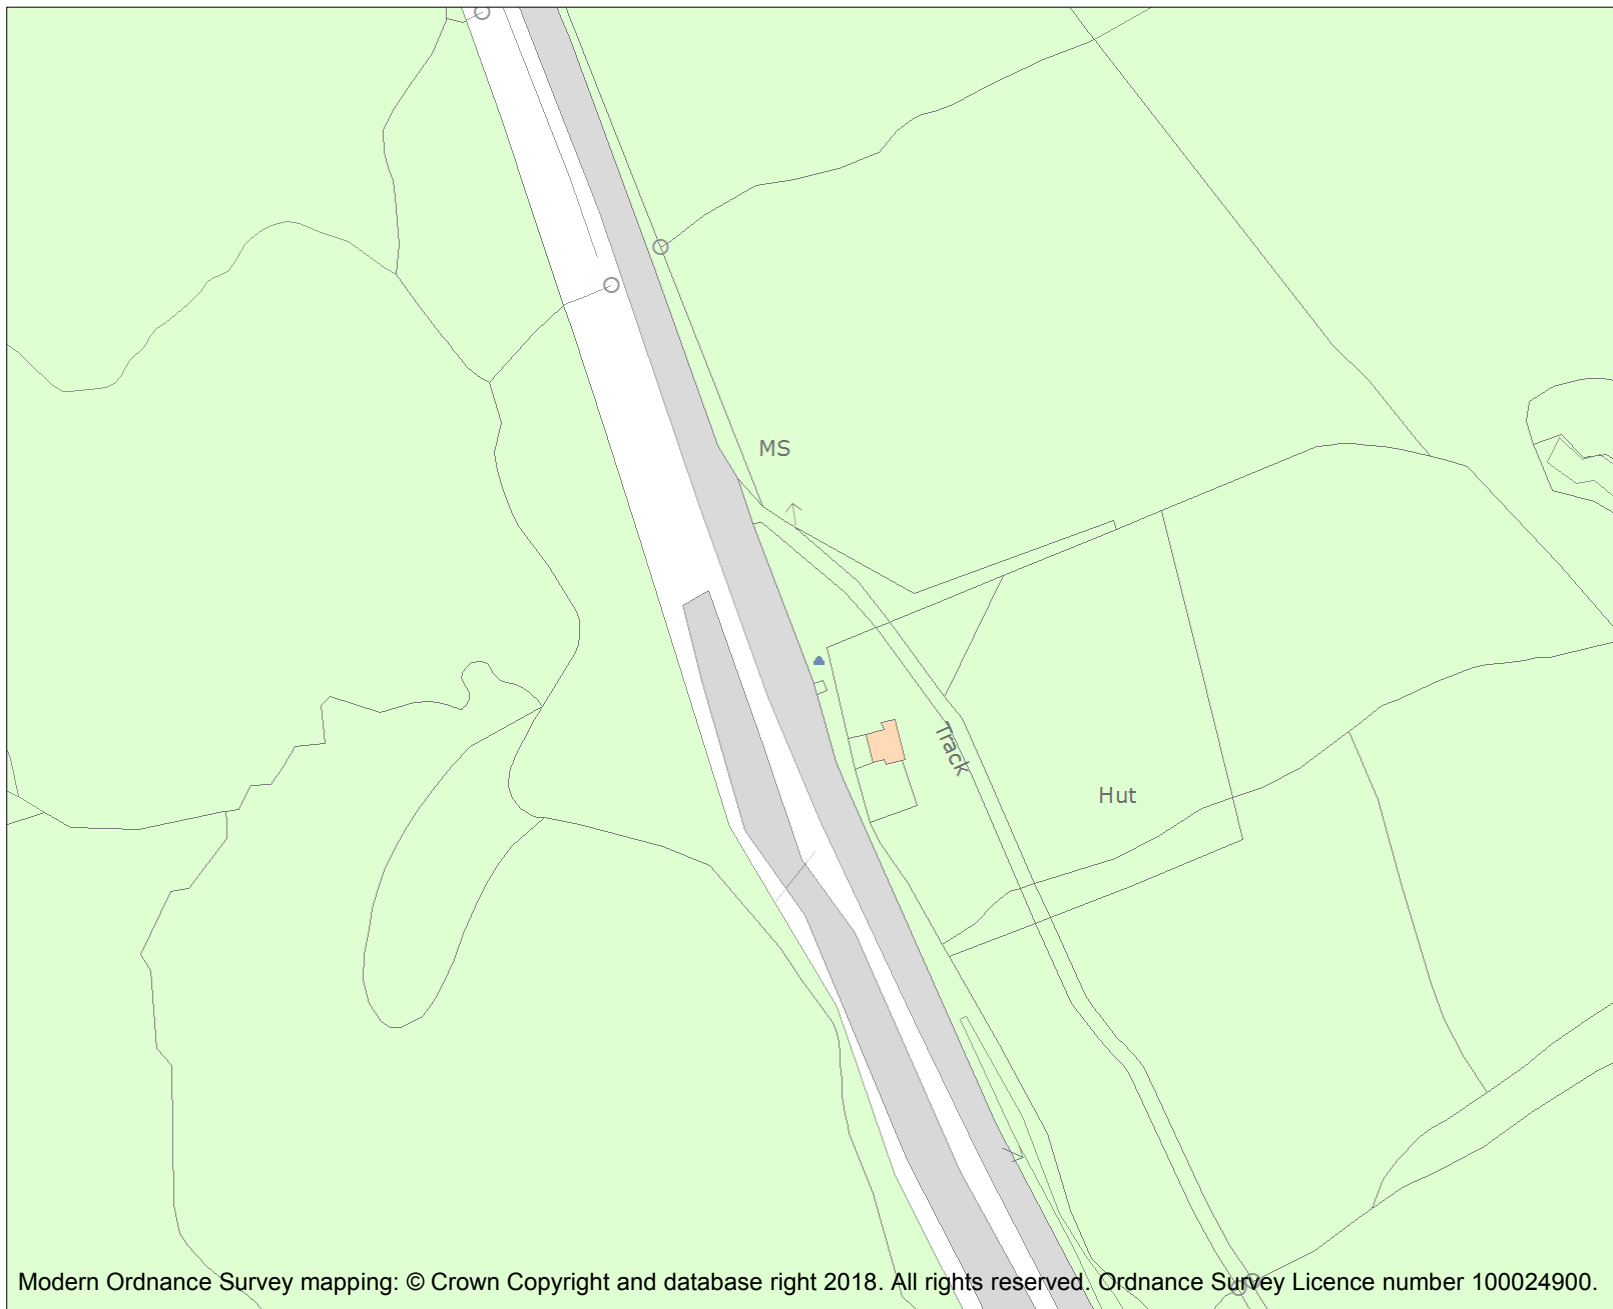 MS
Track
Hut
Modern Ordnance Survey mapping: © Crown Copyright and database right 2018. All rights reserved. Ordnance Survey Licence number 100024900.